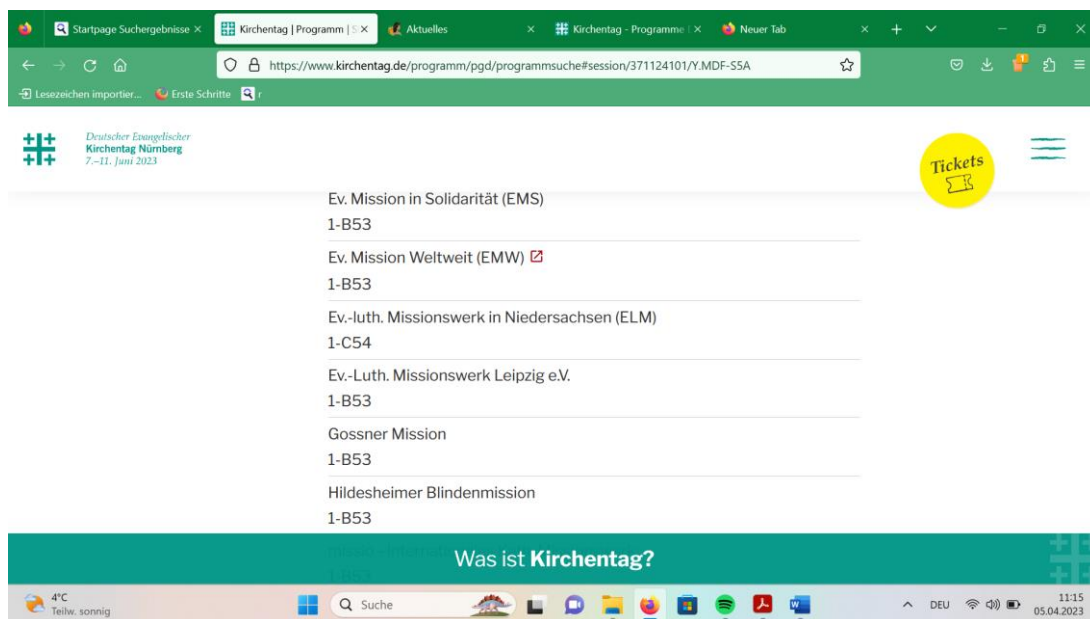 Startpage Suchergebnisse
Kirchentag | Programm | S
Aktuelles
Kirchentag - Programme |
Neuer Tab
https://www.kirchentag.de/programm/pgd/programmsuche#session/371124101/Y.MDF-S5A
Lesezeichen importier...
Erste Schritte
r
Deutscher Evangelischer
Kirchentag Nürnberg
7.–11. Juni 2023
Tickets
Ev. Mission in Solidarität (EMS)
1-B53
Ev. Mission Weltweit (EMW)
1-B53
Ev.-luth. Missionswerk in Niedersachsen (ELM)
1-C54
Ev.-Luth. Missionswerk Leipzig e.V.
1-B53
Gossner Mission
1-B53
Hildesheimer Blindenmission
1-B53
Was ist Kirchentag?
4°C
Teilw. sonnig
Suche
DEU
11:15
05.04.2023